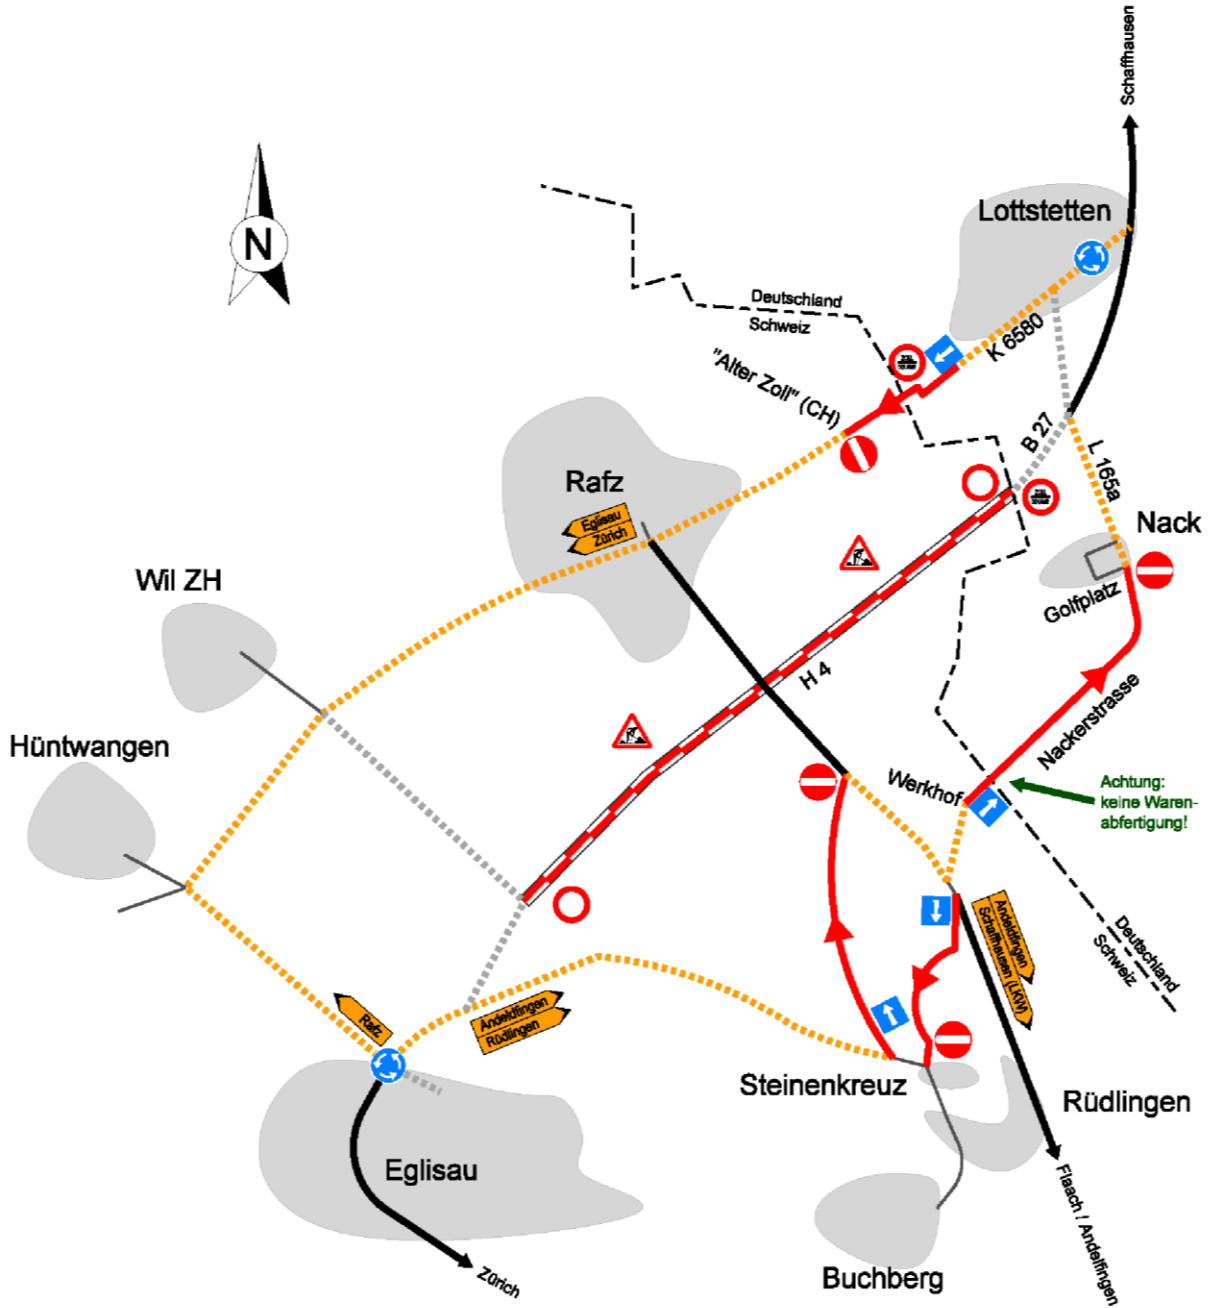 Schaffhausen
Lottstetten
N
Deutschland
Schweiz
K 6580
"Alter Zoll" (CH)
B 27
L 165a
Rafz
Eglisau
Zürich
Nack
Golfplatz
Wil ZH
H 4
Nackerstrasse
Hüntwangen
Werkhof
Achtung:
keine Waren-
abfertigung!
Andeldfingen
Schaffhausen (LKW)
Deutschland
Schweiz
Rafz
Andeldfingen
Rüdlingen
Steinenkreuz
Rüdlingen
Eglisau
Flaach / Andelfingen
Zürich
Buchberg